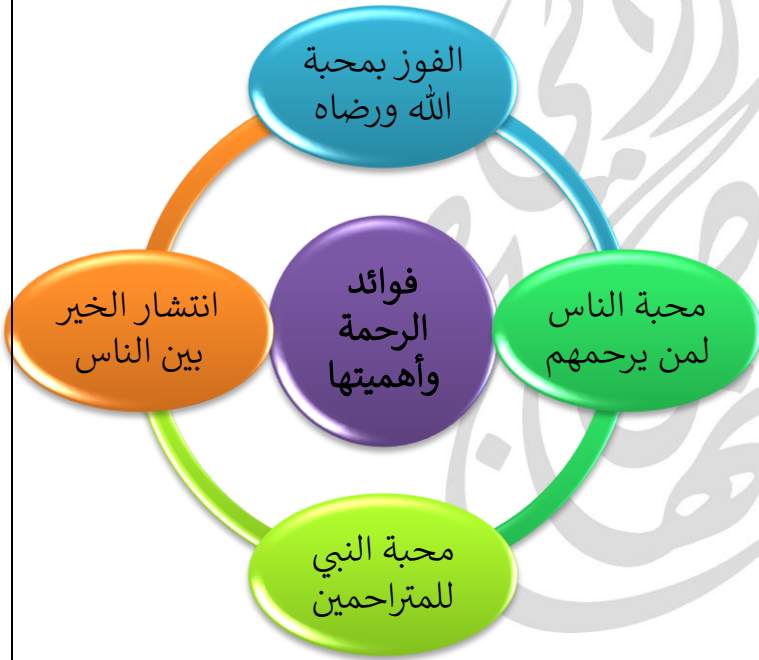 الفوز بمحبة
الله ورضاه
محبة الناس
لمن يرحمهم
فوائد
الرحمة
وأهميتها
انتشار الخير
بين الناس
محبة النبي
للمتراحمين